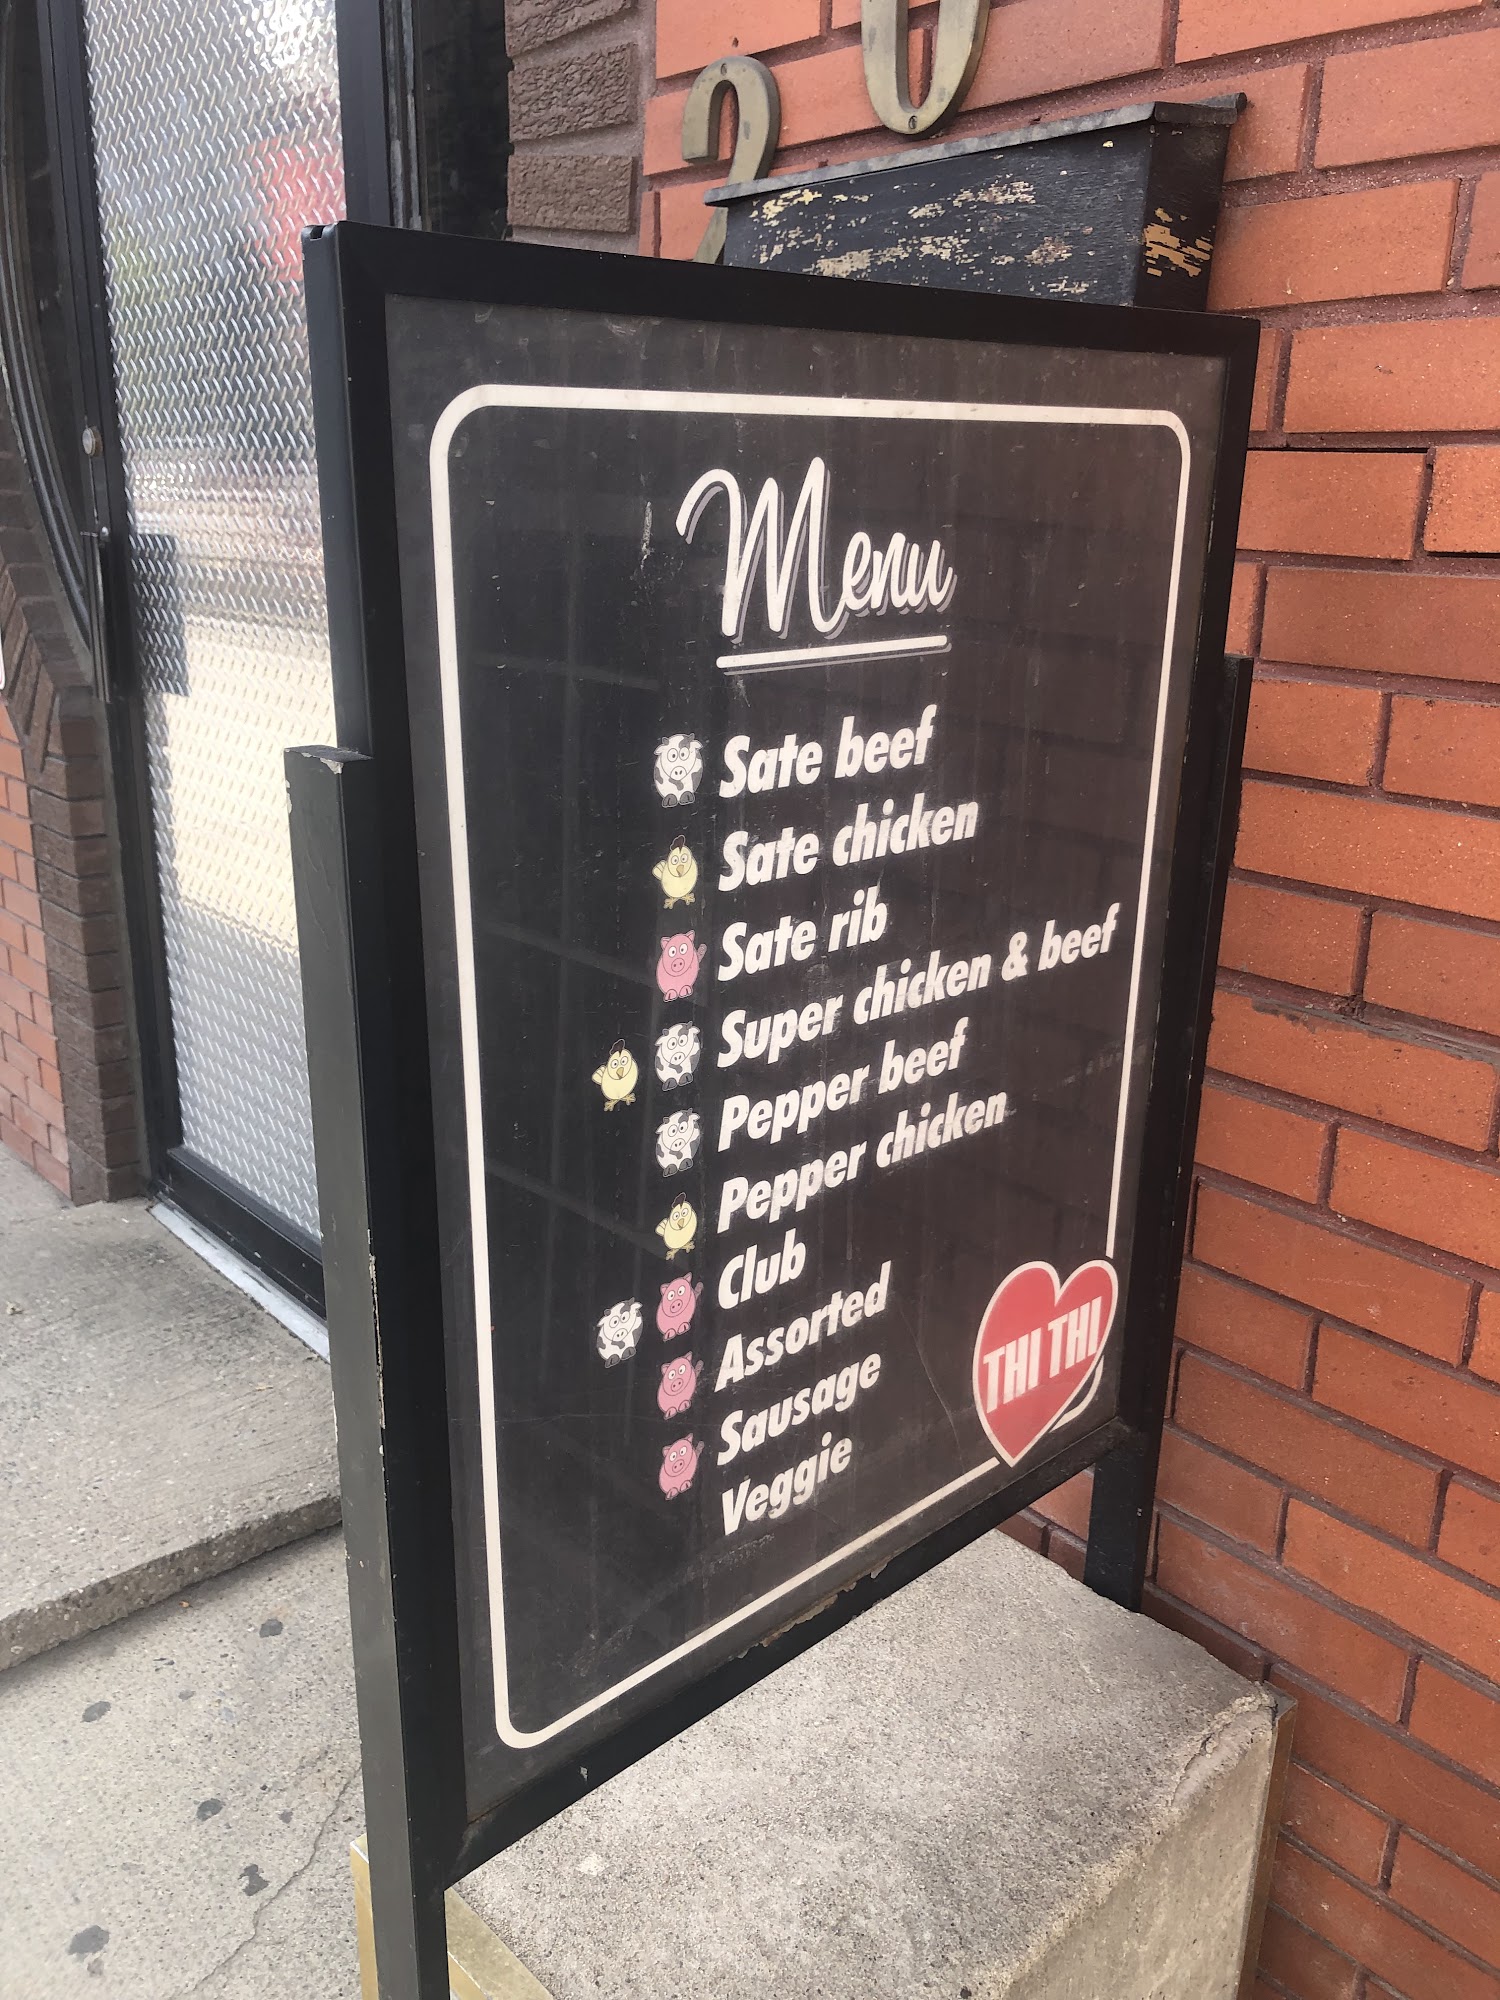 20
Menu
Sate beef
Sate chicken
Sate rib
Super chicken & beef
Pepper beef
Pepper chicken
Club
Assorted
Sausage
Veggie
THI THI